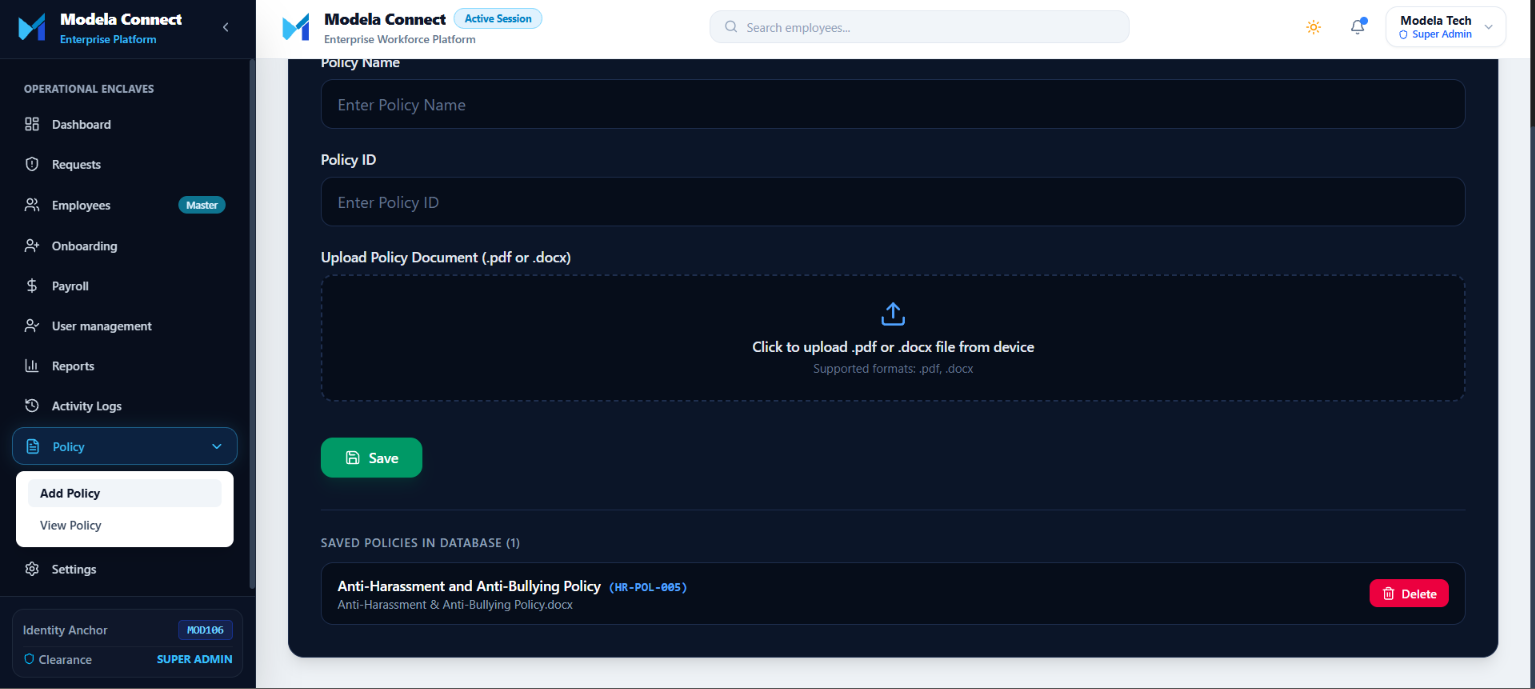 Modela Connect
Enterprise Platform
OPERATIONAL ENCLAVES
Dashboard
Requests
Employees
Master
Onboarding
Payroll
User management
Reports
Activity Logs
Policy
Add Policy
View Policy
Settings
Identity Anchor
MOD106
Clearance
SUPER ADMIN
Modela Connect
Active Session
Enterprise Workforce Platform
Search employees...
Modela Tech
Super Admin
Policy Name
Enter Policy Name
Policy ID
Enter Policy ID
Upload Policy Document (.pdf or .docx)
Click to upload .pdf or .docx file from device
Supported formats: .pdf, .docx
Save
SAVED POLICIES IN DATABASE (1)
Anti-Harassment and Anti-Bullying Policy (HR-POL-005)
Anti-Harassment & Anti-Bullying Policy.docx
Delete